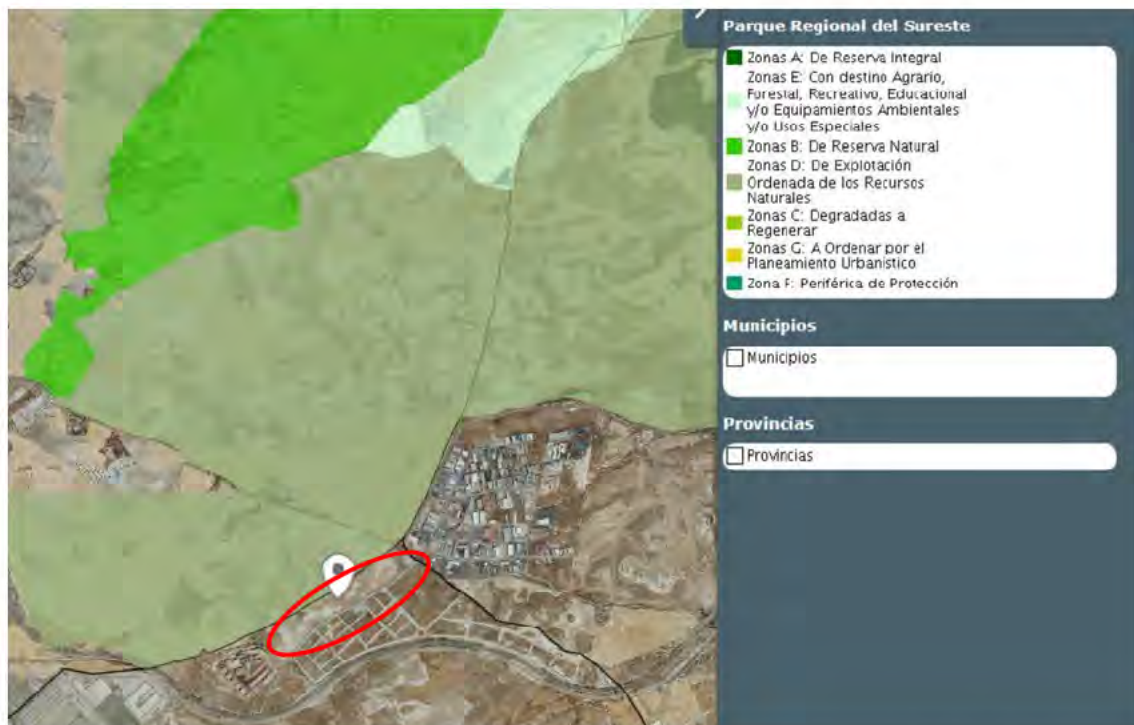 Parque Regional del Sureste
Zonas A: De Reserva Integral
Zonas E: Con destino Agrario,
Forestal, Recreativo, Educacional
y/o Equipamientos Ambientales
y/o Usos Especiales
Zonas B: De Reserva Natural
Zonas D: De Explotación
Ordenada de los Recursos
Naturales
Zonas C: Degradadas a
Regenerar
Zonas G: A Ordenar por el
Planeamiento Urbanístico
Zona F: Periférica de Protección
Municipios
Municipios
Provincias
Provincias